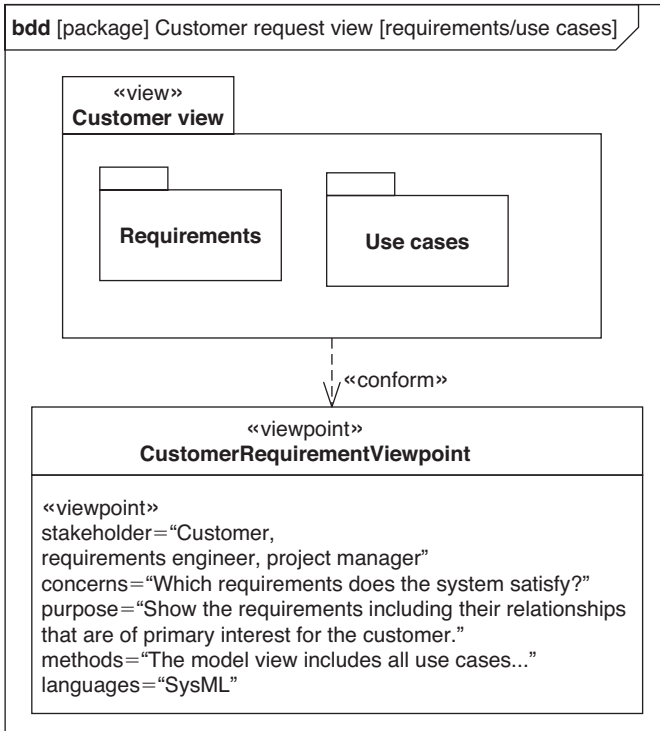 bdd [package] Customer request view [requirements/use cases]
«view»
Customer view
Requirements
Use cases
«conform»
«viewpoint»
CustomerRequirementViewpoint
«viewpoint»
stakeholder=“Customer,
requirements engineer, project manager”
concerns=“Which requirements does the system satisfy?”
purpose=“Show the requirements including their relationships
that are of primary interest for the customer.”
methods=“The model view includes all use cases...”
languages=“SysML”